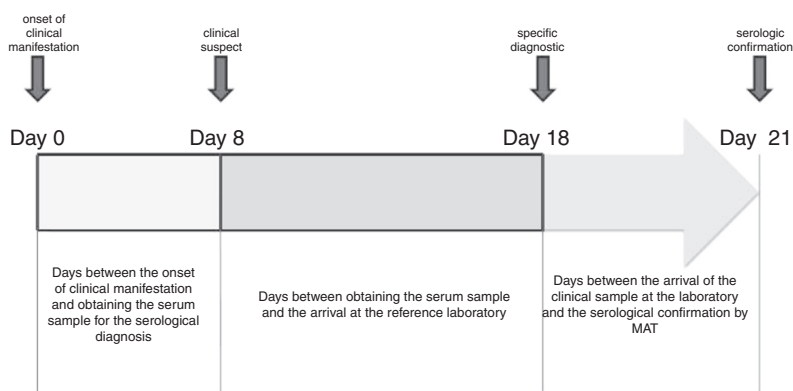 onset of
clinical
manifestation
clinical
suspect
specific
diagnostic
serologic
confirmation
Day 0
Day 8
Day 18
Day 21
Days between the onset
of clinical manifestation
and obtaining the serum
sample for the serological
diagnosis
Days between obtaining the serum sample
and the arrival at the reference laboratory
Days between the arrival of the
clinical sample at the laboratory
and the serological confirmation by
MAT